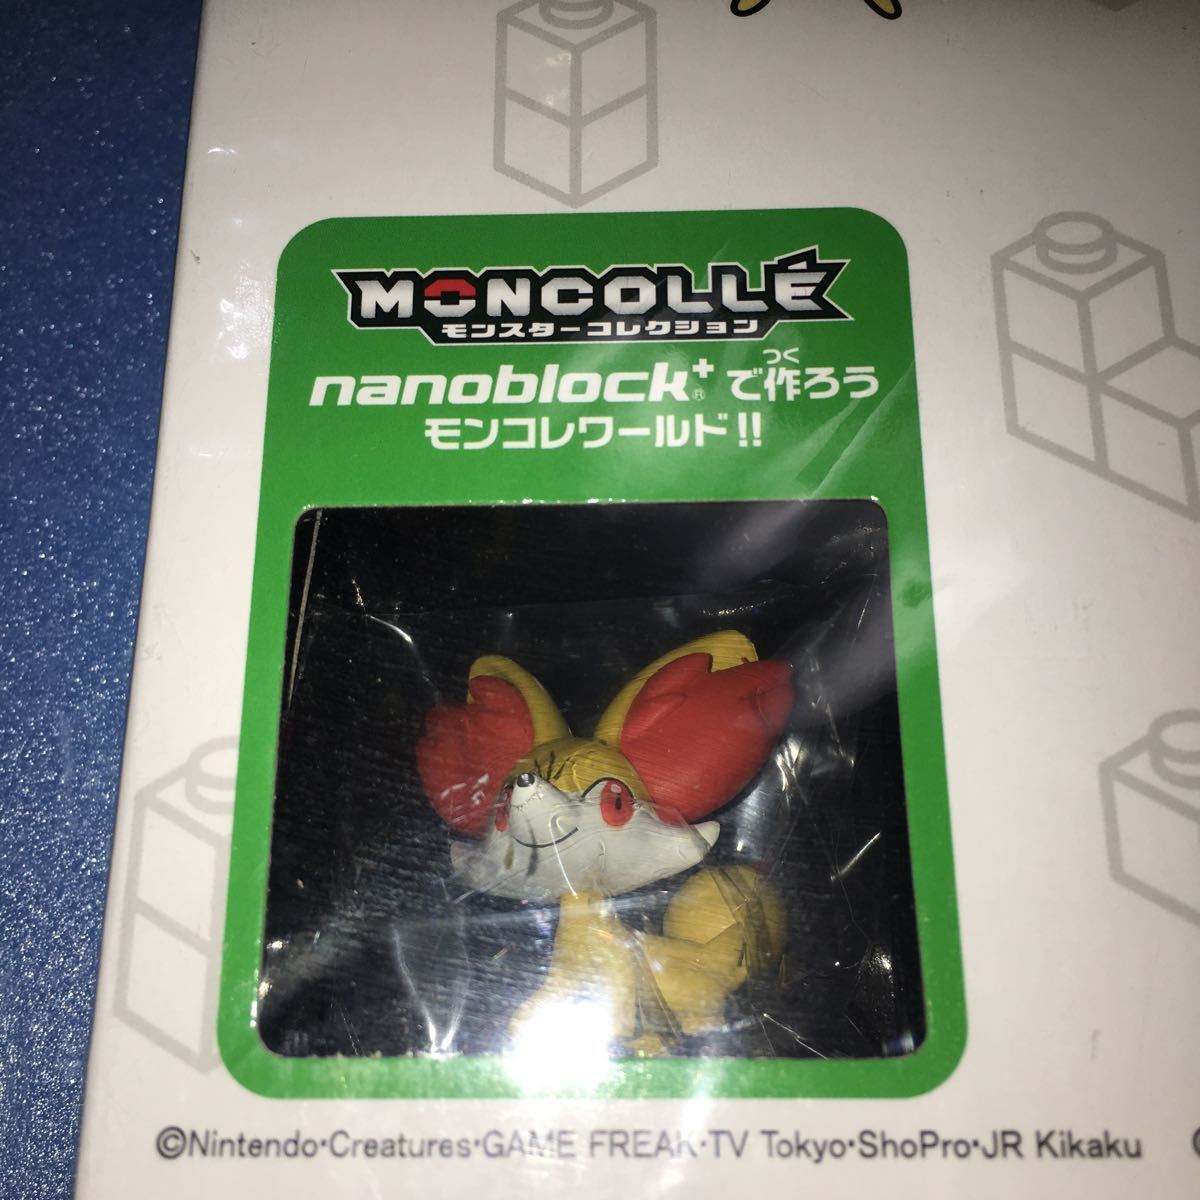 MONCOLLÉ
モンスターコレクション
つく
nanoblock+® で作ろう
モンコレワールド!!
©Nintendo・Creatures・GAME FREAK・TV Tokyo・ShoPro・JR Kikaku